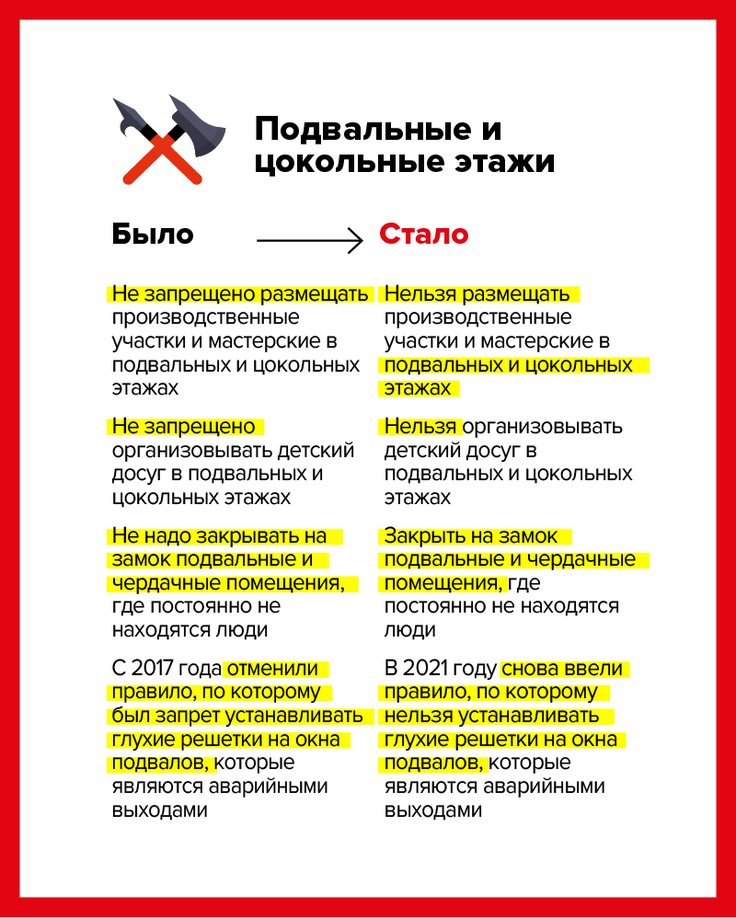 Подвальные и
цокольные этажи
Было
Стало
Не запрещено размещать
производственные
участки и мастерские в
подвальных и цокольных
этажах
Нельзя размещать
производственные
участки и мастерские в
подвальных и цокольных
этажах
Не запрещено
организовывать детский
досуг в подвальных и
цокольных этажах
Нельзя организовывать
детский досуг в
подвальных и цокольных
этажах
Не надо закрывать на
замок подвальные и
чердачные помещения,
где постоянно не
находятся люди
Закрыть на замок
подвальные и чердачные
помещения, где
постоянно не находятся
люди
С 2017 года отменили
правило, по которому
был запрет устанавливать
глухие решетки на окна
подвалов, которые
являются аварийными
выходами
В 2021 году снова ввели
правило, по которому
нельзя устанавливать
глухие решетки на окна
подвалов, которые
являются аварийными
выходами